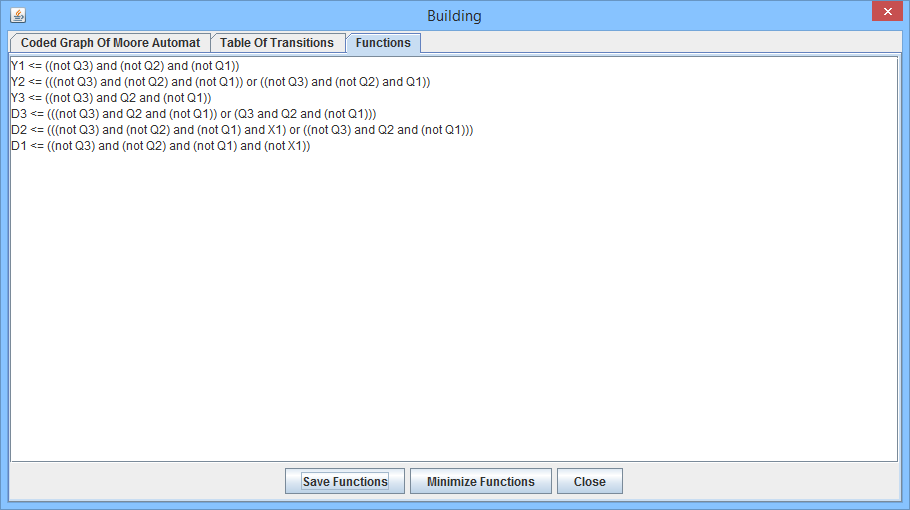 Building
Coded Graph Of Moore Automat
Table Of Transitions
Functions
Y1 <= ((not Q3) and (not Q2) and (not Q1))
Y2 <= (((not Q3) and (not Q2) and (not Q1)) or ((not Q3) and (not Q2) and Q1))
Y3 <= ((not Q3) and Q2 and (not Q1))
D3 <= (((not Q3) and Q2 and (not Q1)) or (Q3 and Q2 and (not Q1)))
D2 <= (((not Q3) and (not Q2) and (not Q1) and X1) or ((not Q3) and Q2 and (not Q1)))
D1 <= ((not Q3) and (not Q2) and (not Q1) and (not X1))
Save Functions
Minimize Functions
Close